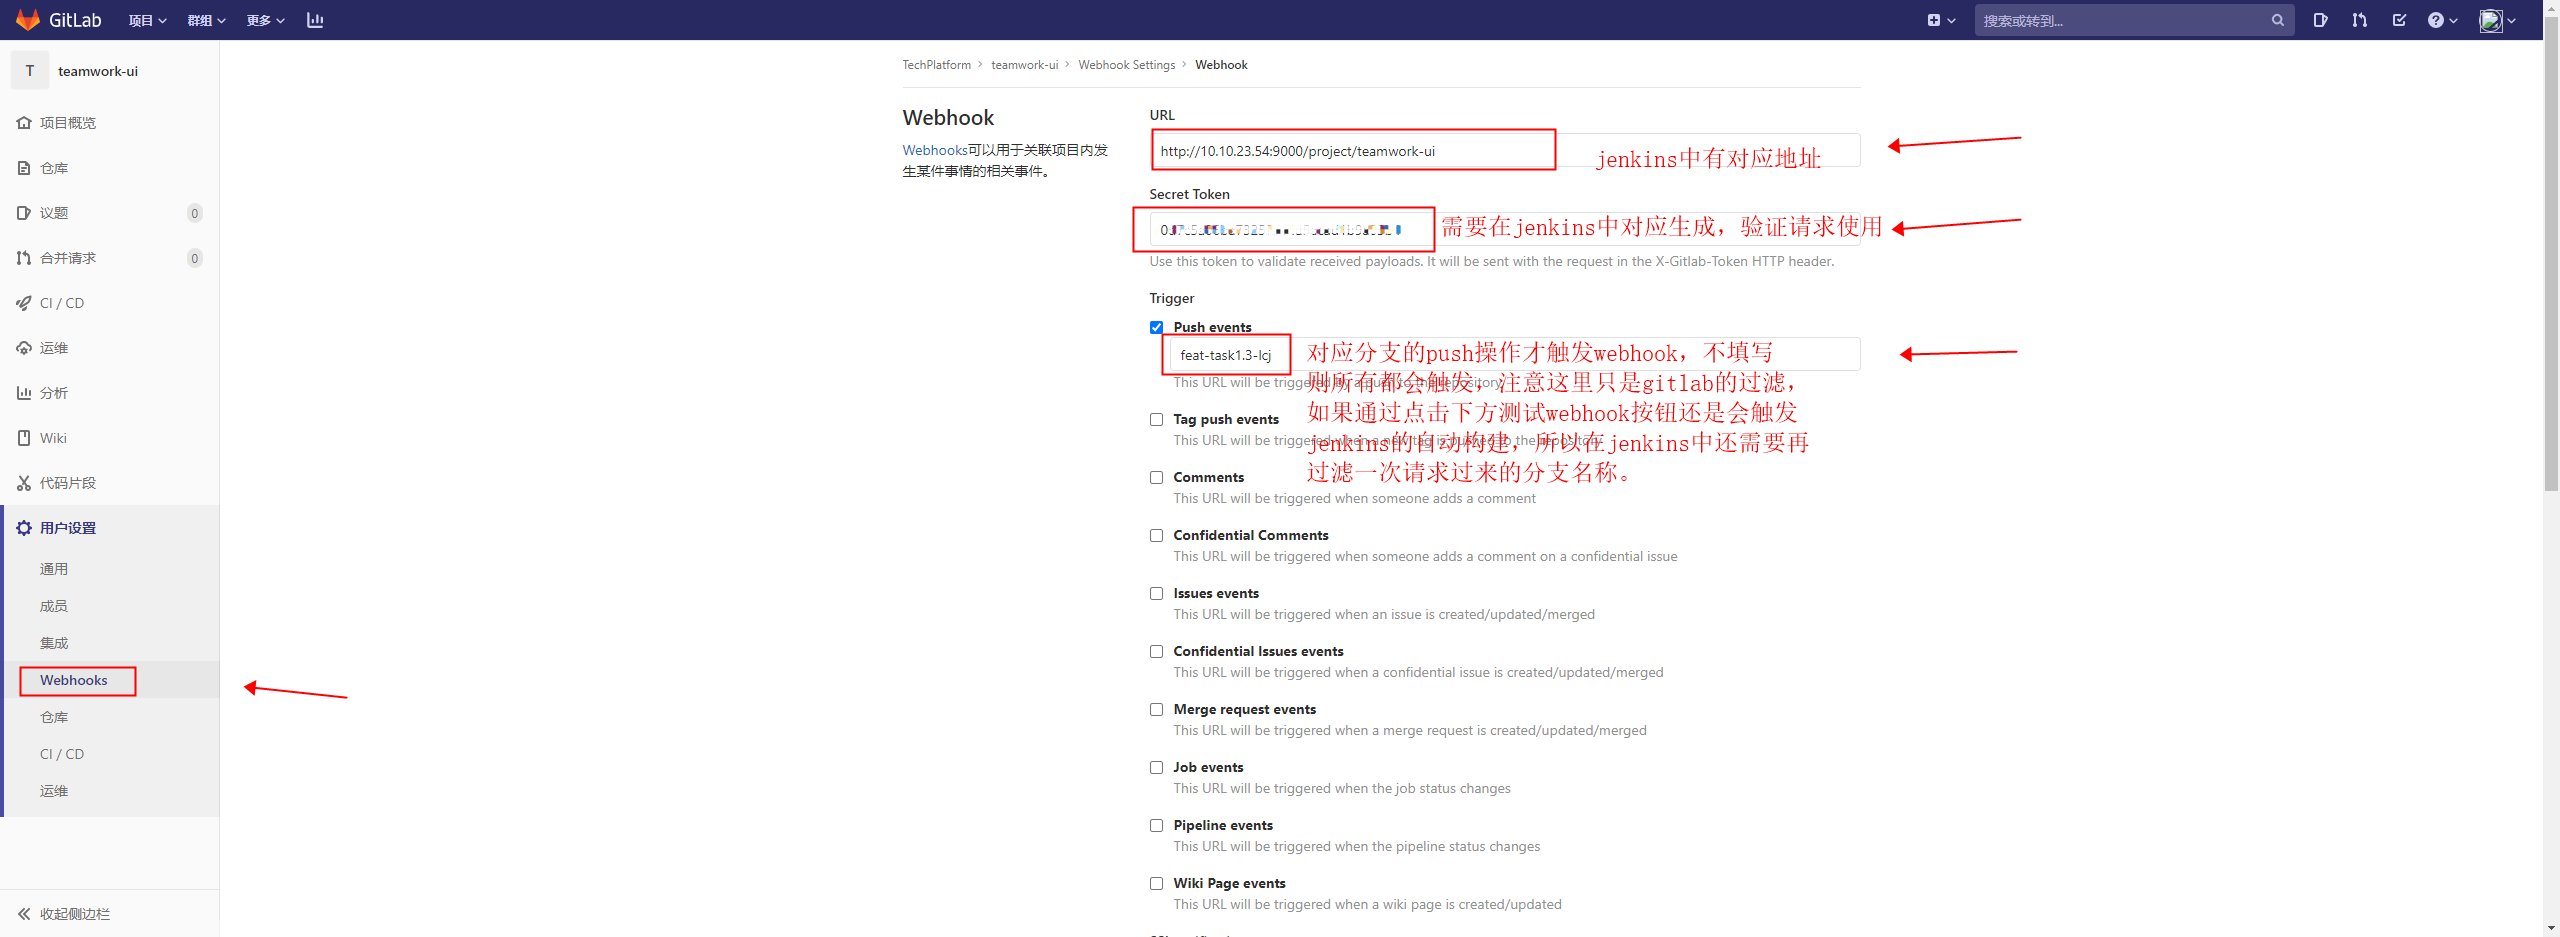 GitLab 项目 群组 更多 搜索或转到...
T teamwork-ui
项目概览
仓库
议题 0
合并请求 0
CI / CD
运维
分析
Wiki
代码片段
用户设置
通用
成员
集成
Webhooks
仓库
CI / CD
运维
收起侧边栏
TechPlatform > teamwork-ui > Webhook Settings > Webhook
Webhook
Webhooks可以用于关联项目内发
生某件事情的相关事件。
URL
http://10.10.23.54:9000/project/teamwork-ui
jenkins中有对应地址
Secret Token
需要在jenkins中对应生成，验证请求使用
Use this token to validate received payloads. It will be sent with the request in the X-Gitlab-Token HTTP header.
Trigger
Push events
feat-task1.3-lcj
对应分支的push操作才触发webhook，不填写
则所有都会触发，注意这里只是gitlab的过滤，
如果通过点击下方测试webhook按钮还是会触发
jenkins的自动构建，所以在jenkins中还需要再
过滤一次请求过来的分支名称。
This URL will be triggered by a push to the repository
Tag push events
This URL will be triggered when a new tag is pushed to the repository
Comments
This URL will be triggered when someone adds a comment
Confidential Comments
This URL will be triggered when someone adds a comment on a confidential issue
Issues events
This URL will be triggered when an issue is created/updated/merged
Confidential Issues events
This URL will be triggered when a confidential issue is created/updated/merged
Merge request events
This URL will be triggered when a merge request is created/updated/merged
Job events
This URL will be triggered when the job status changes
Pipeline events
This URL will be triggered when the pipeline status changes
Wiki Page events
This URL will be triggered when a wiki page is created/updated